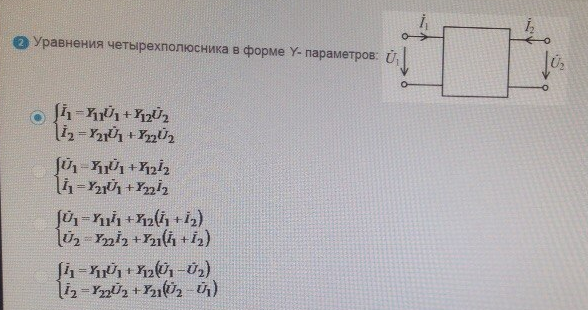 2 Уравнения четырехполюсника в форме Y- параметров:
İ₁ İ₂
U̇₁ U̇₂
{İ₁ = Y₁₁U̇₁ + Y₁₂U̇₂
İ₂ = Y₂₁U̇₁ + Y₂₂U̇₂
{U̇₁ = Y₁₁U̇₁ + Y₁₂İ₂
İ₁ = Y₂₁U̇₁ + Y₂₂İ₂
{U̇₁ = Y₁₁İ₁ + Y₁₂(İ₁ + İ₂)
U̇₂ = Y₂₂İ₂ + Y₂₁(İ₁ + İ₂)
{İ₁ = Y₁₁U̇₁ + Y₁₂(U̇₁ - U̇₂)
İ₂ = Y₂₂U̇₂ + Y₂₁(U̇₂ - U̇₁)